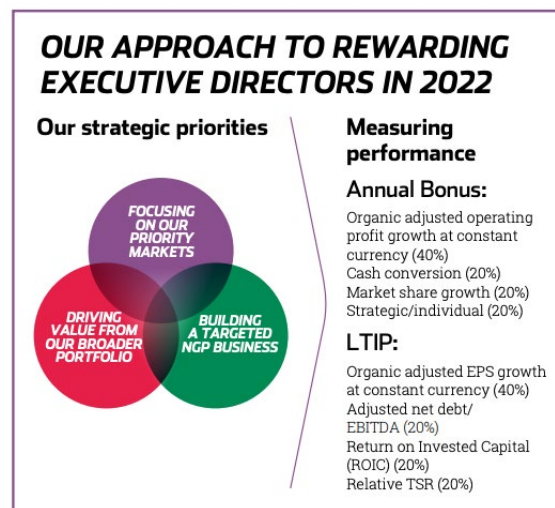 OUR APPROACH TO REWARDING
EXECUTIVE DIRECTORS IN 2022
Our strategic priorities
FOCUSING
ON OUR
PRIORITY
MARKETS
DRIVING
VALUE FROM
OUR BROADER
PORTFOLIO
BUILDING
A TARGETED
NGP BUSINESS
Measuring
performance
Annual Bonus:
Organic adjusted operating
profit growth at constant
currency (40%)
Cash conversion (20%)
Market share growth (20%)
Strategic/individual (20%)
LTIP:
Organic adjusted EPS growth
at constant currency (40%)
Adjusted net debt/
EBITDA (20%)
Return on Invested Capital
(ROIC) (20%)
Relative TSR (20%)